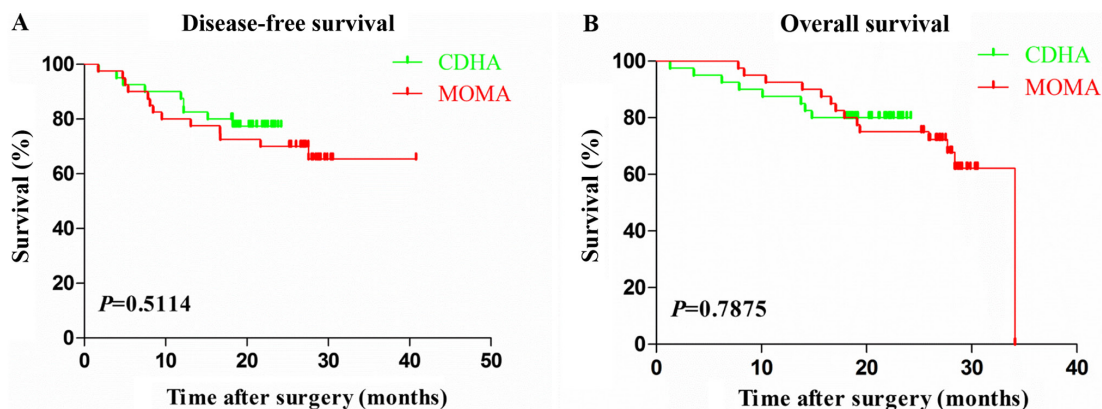 A
Disease-free survival
CDHA
MOMA
Survival (%)
100
80
60
40
20
0
P=0.5114
0 10 20 30 40 50
Time after surgery (months)
B
Overall survival
CDHA
MOMA
Survival (%)
100
80
60
40
20
0
P=0.7875
0 10 20 30 40
Time after surgery (months)